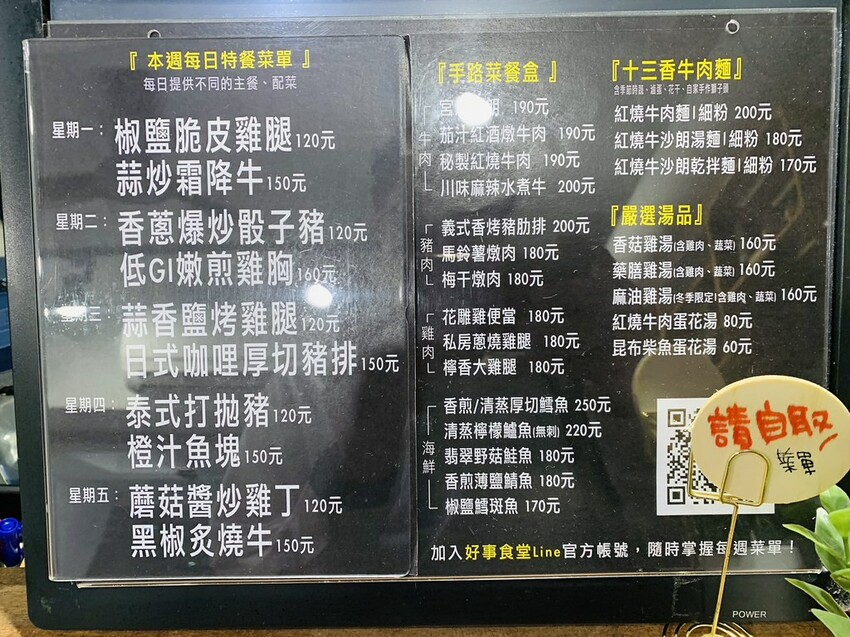 『 本週每日特餐菜單 』
每日提供不同的主餐、配菜
星期一： 椒鹽脆皮雞腿120元
蒜炒霜降牛150元
星期二： 香蔥爆炒骰子豬120元
低GI嫩煎雞胸160元
三： 蒜香鹽烤雞腿120元
日式咖哩厚切豬排150元
星期四： 泰式打拋豬120元
橙汁魚塊150元
星期五： 蘑菇醬炒雞丁120元
黑椒炙燒牛150元
『手路菜餐盒 』
牛肉
宮 190元
茄汁紅酒燉牛肉 190元
秘製紅燒牛肉 190元
川味麻辣水煮牛 200元
豬肉
義式香烤豬肋排 200元
馬鈴薯燉肉 180元
梅干燉肉 180元
雞肉
花雕雞便當 180元
私房蔥燒雞腿 180元
檸香大雞腿 180元
海鮮
香煎/清蒸厚切鱈魚 250元
清蒸檸檬鱸魚(無刺) 220元
翡翠野菇鮭魚 180元
香煎薄鹽鯖魚 180元
椒鹽鱈斑魚 170元
『十三香牛肉麵』
含季節時蔬、滷蛋、花干、自家手作獅子頭
紅燒牛肉麵|細粉 200元
紅燒牛沙朗湯麵|細粉 180元
紅燒牛沙朗乾拌麵|細粉 170元
『嚴選湯品』
香菇雞湯(含雞肉、蔬菜) 160元
藥膳雞湯(含雞肉、蔬菜) 160元
麻油雞湯(冬季限定!含雞肉、蔬菜) 160元
紅燒牛肉蛋花湯 80元
昆布柴魚蛋花湯 60元
請自取
菜單
加入好事食堂Line官方帳號，隨時掌握每週菜單！
POWER